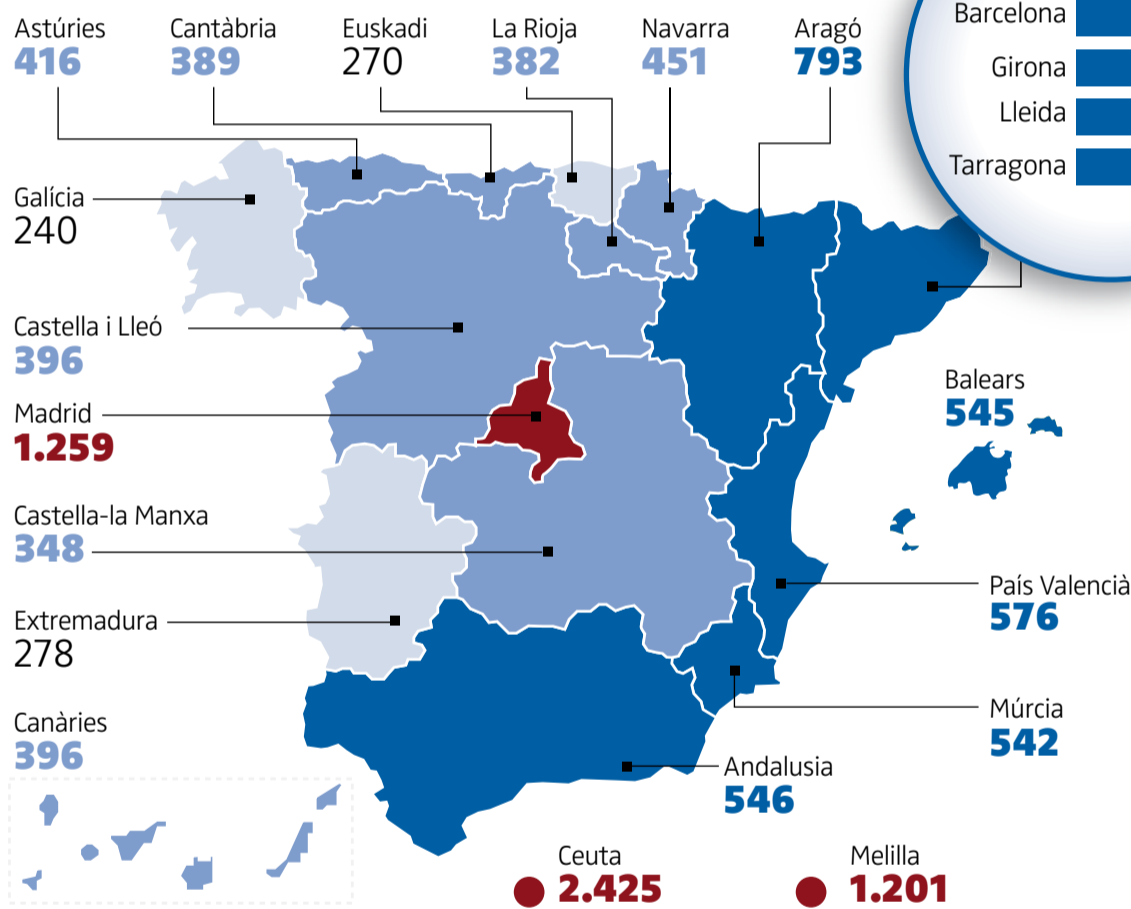 Astúries
416
Cantàbria
389
Euskadi
270
La Rioja
382
Navarra
451
Aragó
793
Barcelona
Girona
Lleida
Tarragona
Galícia
240
Castella i Lleó
396
Madrid
1.259
Castella-la Manxa
348
Extremadura
278
Canàries
396
Balears
545
País Valencià
576
Múrcia
542
Andalusia
546
Ceuta
2.425
Melilla
1.201